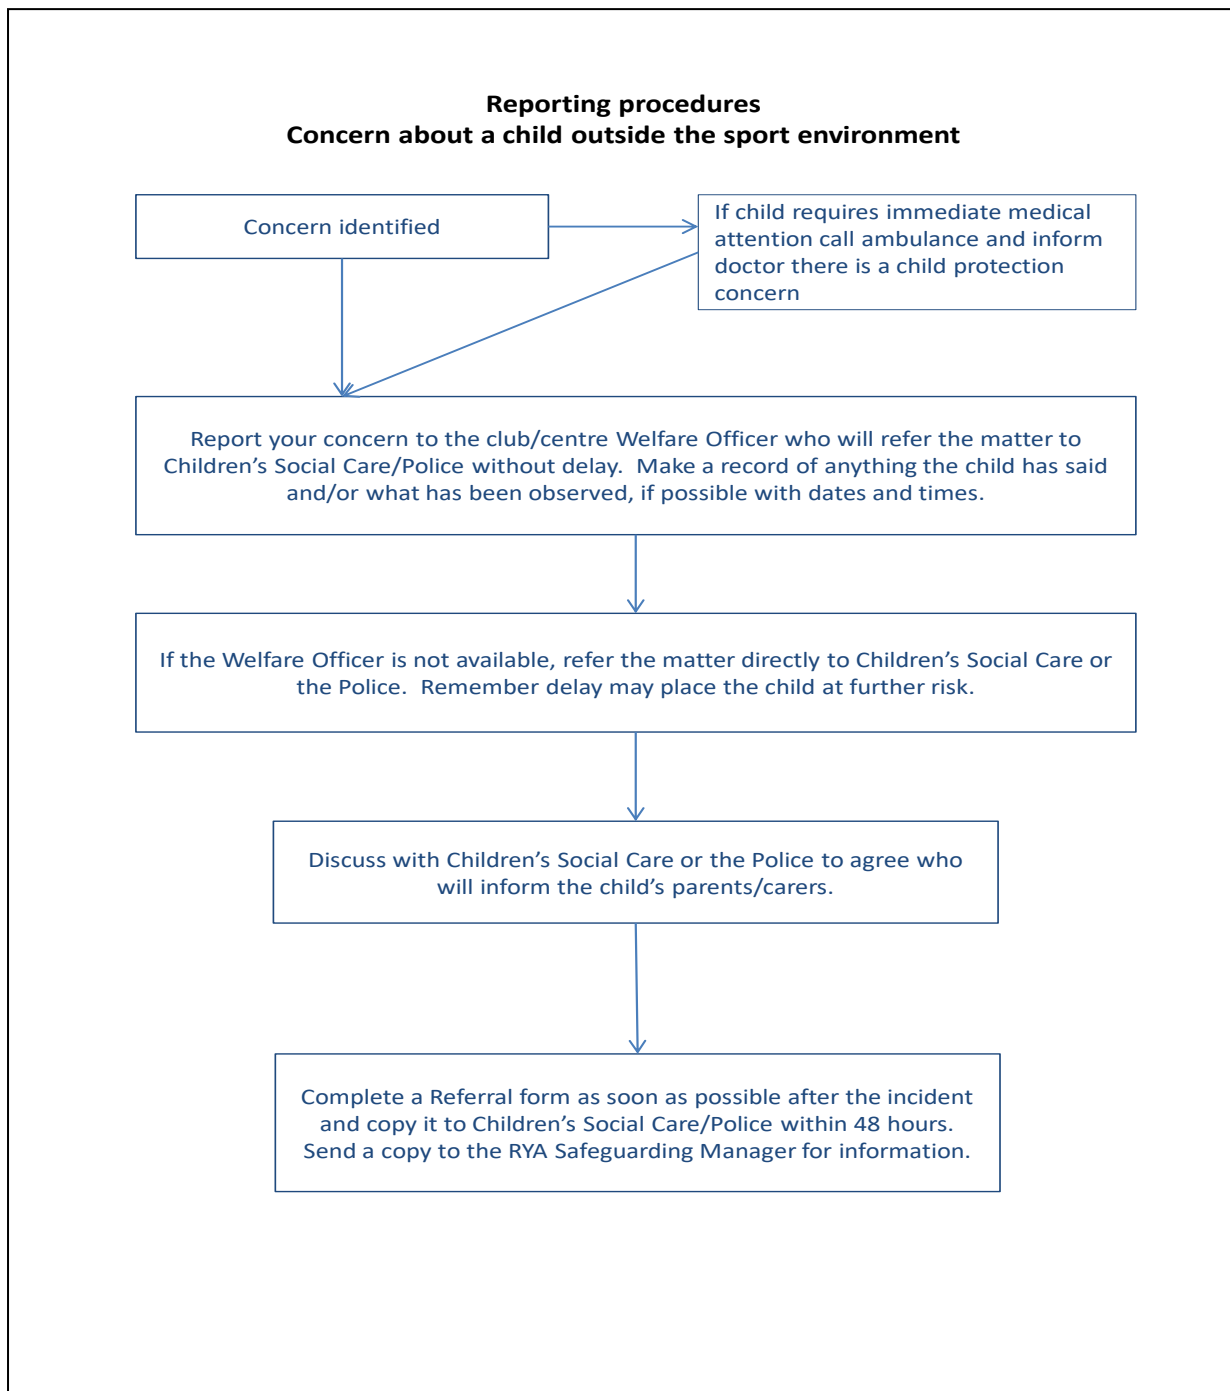 Reporting procedures
Concern about a child outside the sport environment
Concern identified
If child requires immediate medical
attention call ambulance and inform
doctor there is a child protection
concern
Report your concern to the club/centre Welfare Officer who will refer the matter to
Children’s Social Care/Police without delay.  Make a record of anything the child has said
and/or what has been observed, if possible with dates and times.
If the Welfare Officer is not available, refer the matter directly to Children’s Social Care or
the Police.  Remember delay may place the child at further risk.
Discuss with Children’s Social Care or the Police to agree who
will inform the child’s parents/carers.
Complete a Referral form as soon as possible after the incident
and copy it to Children’s Social Care/Police within 48 hours.
Send a copy to the RYA Safeguarding Manager for information.